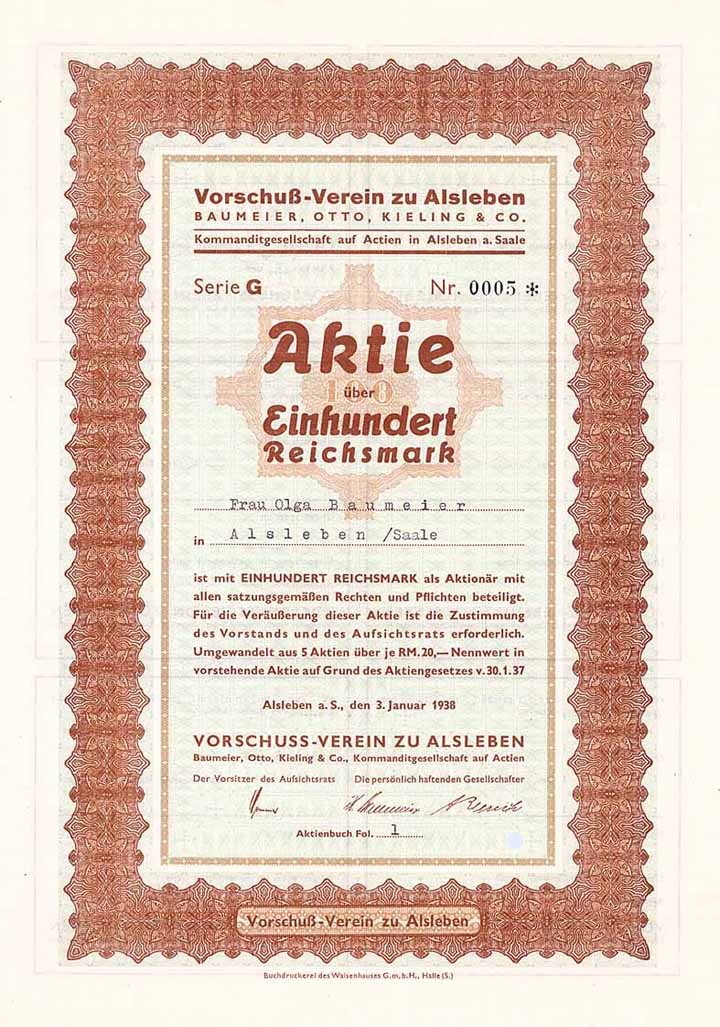 Vorschuß-Verein zu Alsleben
BAUMEIER, OTTO, KIELING & CO.
Kommanditgesellschaft auf Actien in Alsleben a. Saale
Serie G Nr. 0005 *
Aktie
100
über
Einhundert
Reichsmark
Frau Olga Baumeier
in Alsleben /Saale
ist mit EINHUNDERT REICHSMARK als Aktionär mit
allen satzungsgemäßen Rechten und Pflichten beteiligt.
Für die Veräußerung dieser Aktie ist die Zustimmung
des Vorstands und des Aufsichtsrats erforderlich.
Umgewandelt aus 5 Aktien über je RM. 20,— Nennwert in
vorstehende Aktie auf Grund des Aktiengesetzes v. 30.1.37
Alsleben a. S., den 3. Januar 1938
VORSCHUSS-VEREIN ZU ALSLEBEN
Baumeier, Otto, Kieling & Co., Kommanditgesellschaft auf Actien
Der Vorsitzer des Aufsichtsrats Die persönlich haftenden Gesellschafter
Aktienbuch Fol. 1
Vorschuß-Verein zu Alsleben
Buchdruckerei des Waisenhauses G.m.b.H., Halle (S.)